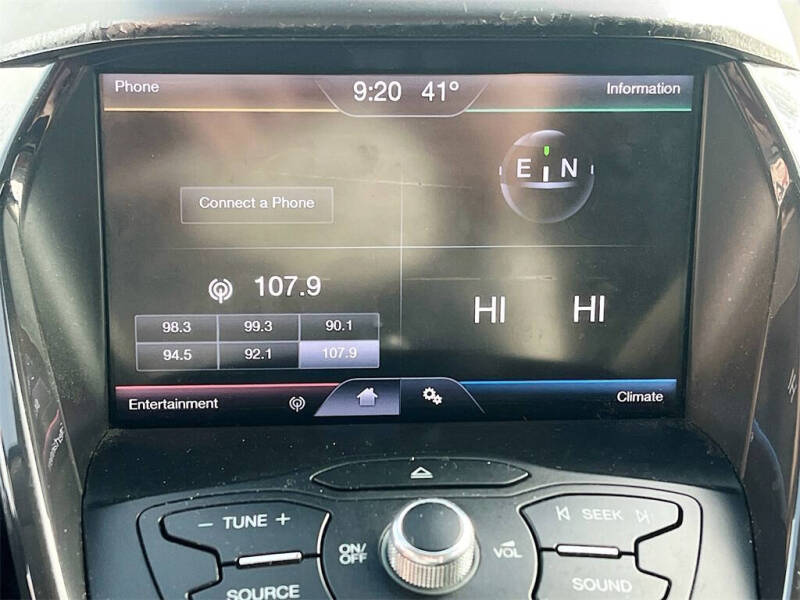 Phone 9:20 41° Information
E N
Connect a Phone
107.9
HI HI
98.3 99.3 90.1
94.5 92.1 107.9
Entertainment Climate
– TUNE + SEEK
ON/OFF VOL
SOURCE SOUND